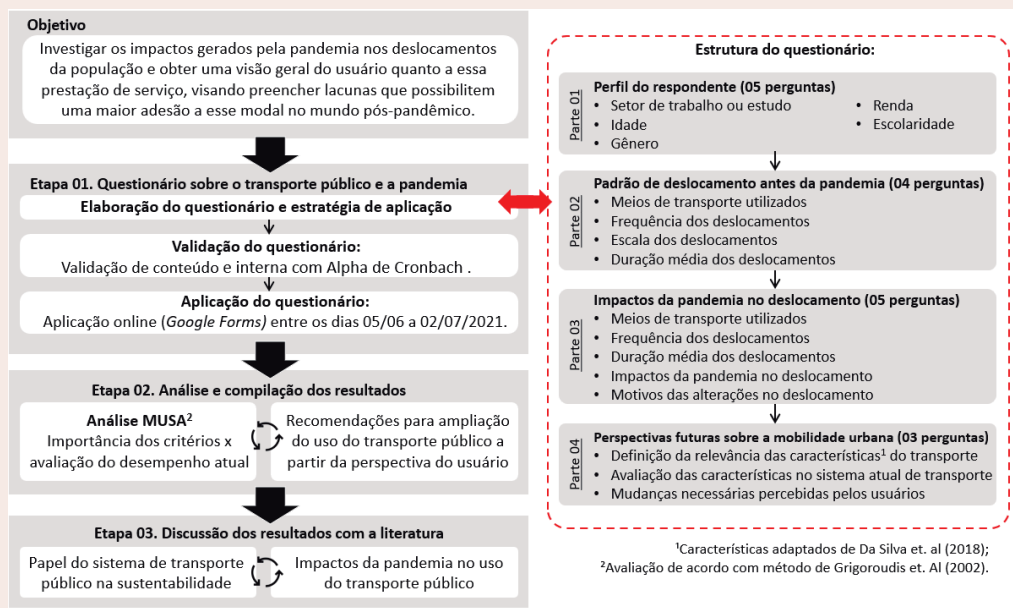 Objetivo
Investigar os impactos gerados pela pandemia nos deslocamentos
da população e obter uma visão geral do usuário quanto a essa
prestação de serviço, visando preencher lacunas que possibilitem
uma maior adesão a esse modal no mundo pós-pandêmico.
Etapa 01. Questionário sobre o transporte público e a pandemia
Elaboração do questionário e estratégia de aplicação
Validação do questionário:
Validação de conteúdo e interna com Alpha de Cronbach .
Aplicação do questionário:
Aplicação online (Google Forms) entre os dias 05/06 a 02/07/2021.
Etapa 02. Análise e compilação dos resultados
Análise MUSA²
Importância dos critérios x
avaliação do desempenho atual
Recomendações para ampliação
do uso do transporte público a
partir da perspectiva do usuário
Etapa 03. Discussão dos resultados com a literatura
Papel do sistema de transporte
público na sustentabilidade
Impactos da pandemia no uso
do transporte público
Estrutura do questionário:
Parte 01
Perfil do respondente (05 perguntas)
• Setor de trabalho ou estudo
• Idade
• Gênero
• Renda
• Escolaridade
Parte 02
Padrão de deslocamento antes da pandemia (04 perguntas)
• Meios de transporte utilizados
• Frequência dos deslocamentos
• Escala dos deslocamentos
• Duração média dos deslocamentos
Parte 03
Impactos da pandemia no deslocamento (05 perguntas)
• Meios de transporte utilizados
• Frequência dos deslocamentos
• Duração média dos deslocamentos
• Impactos da pandemia no deslocamento
• Motivos das alterações no deslocamento
Parte 04
Perspectivas futuras sobre a mobilidade urbana (03 perguntas)
• Definição da relevância das características¹ do transporte
• Avaliação das características no sistema atual de transporte
• Mudanças necessárias percebidas pelos usuários
¹Características adaptados de Da Silva et. al (2018);
²Avaliação de acordo com método de Grigoroudis et. Al (2002).